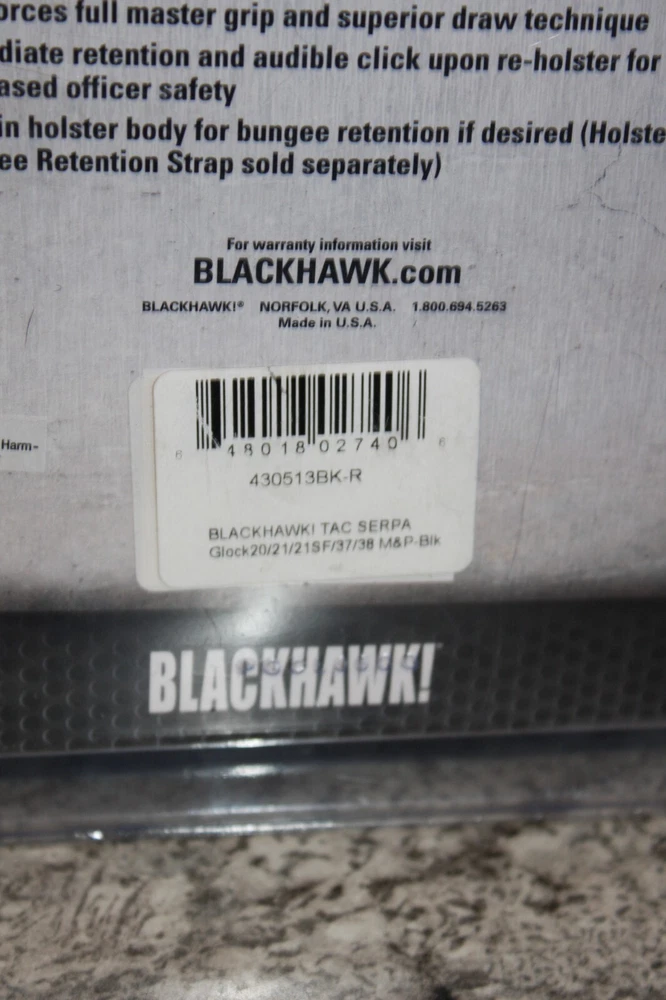 orces full master grip and superior draw technique
diate retention and audible click upon re-holster for
ased officer safety
in holster body for bungee retention if desired (Holste
ee Retention Strap sold separately)
For warranty information visit
BLACKHAWK.com
BLACKHAWK!® NORFOLK, VA U.S.A. 1.800.694.5263
Made in U.S.A.
Harm-
6 48018 02740 6
430513BK-R
BLACKHAWK! TAC SERPA
Glock20/21/21SF/37/38 M&P-Blk
BLACKHAWK!